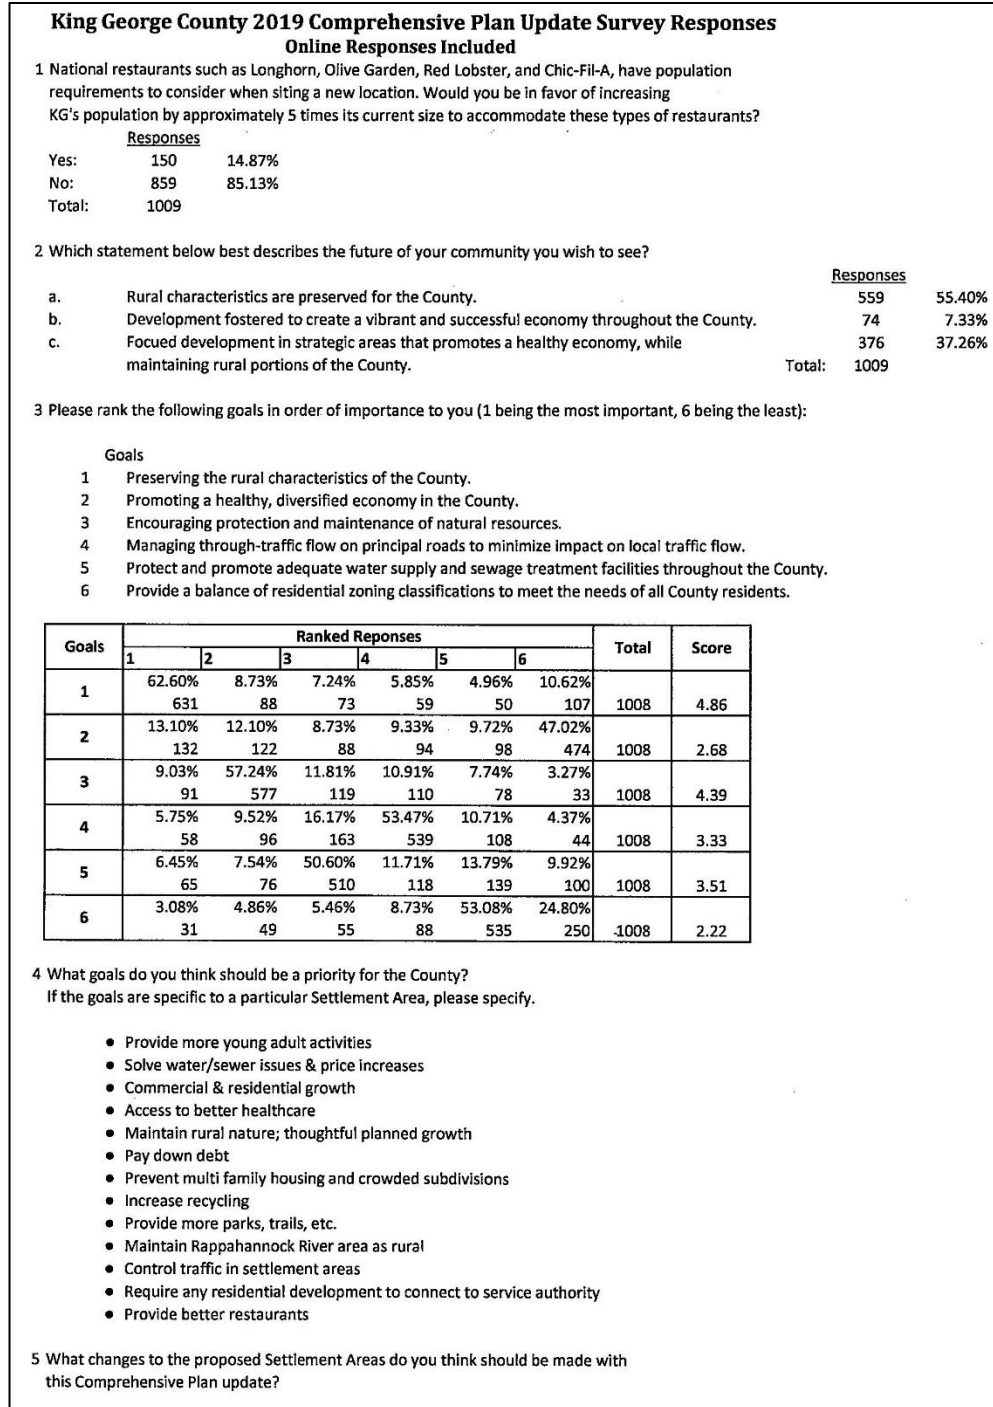 King George County 2019 Comprehensive Plan Update Survey Responses
Online Responses Included
1 National restaurants such as Longhorn, Olive Garden, Red Lobster, and Chic-Fil-A, have population
requirements to consider when siting a new location. Would you be in favor of increasing
KG's population by approximately 5 times its current size to accommodate these types of restaurants?
Responses
Yes: 150 14.87%
No: 859 85.13%
Total: 1009
2 Which statement below best describes the future of your community you wish to see?
Responses
a. Rural characteristics are preserved for the County. 559 55.40%
b. Development fostered to create a vibrant and successful economy throughout the County. 74 7.33%
c. Focued development in strategic areas that promotes a healthy economy, while 376 37.26%
maintaining rural portions of the County. Total: 1009
3 Please rank the following goals in order of importance to you (1 being the most important, 6 being the least):
Goals
1 Preserving the rural characteristics of the County.
2 Promoting a healthy, diversified economy in the County.
3 Encouraging protection and maintenance of natural resources.
4 Managing through-traffic flow on principal roads to minimize impact on local traffic flow.
5 Protect and promote adequate water supply and sewage treatment facilities throughout the County.
6 Provide a balance of residential zoning classifications to meet the needs of all County residents.
Goals Ranked Reponses Total Score
1 2 3 4 5 6
62.60% 8.73% 7.24% 5.85% 4.96% 10.62%
1 631 88 73 59 50 107 1008 4.86
13.10% 12.10% 8.73% 9.33% 9.72% 47.02%
2 132 122 88 94 98 474 1008 2.68
9.03% 57.24% 11.81% 10.91% 7.74% 3.27%
3 91 577 119 110 78 33 1008 4.39
5.75% 9.52% 16.17% 53.47% 10.71% 4.37%
4 58 96 163 539 108 44 1008 3.33
6.45% 7.54% 50.60% 11.71% 13.79% 9.92%
5 65 76 510 118 139 100 1008 3.51
3.08% 4.86% 5.46% 8.73% 53.08% 24.80%
6 31 49 55 88 535 250 1008 2.22
4 What goals do you think should be a priority for the County?
If the goals are specific to a particular Settlement Area, please specify.
• Provide more young adult activities
• Solve water/sewer issues & price increases
• Commercial & residential growth
• Access to better healthcare
• Maintain rural nature; thoughtful planned growth
• Pay down debt
• Prevent multi family housing and crowded subdivisions
• Increase recycling
• Provide more parks, trails, etc.
• Maintain Rappahannock River area as rural
• Control traffic in settlement areas
• Require any residential development to connect to service authority
• Provide better restaurants
5 What changes to the proposed Settlement Areas do you think should be made with
this Comprehensive Plan update?